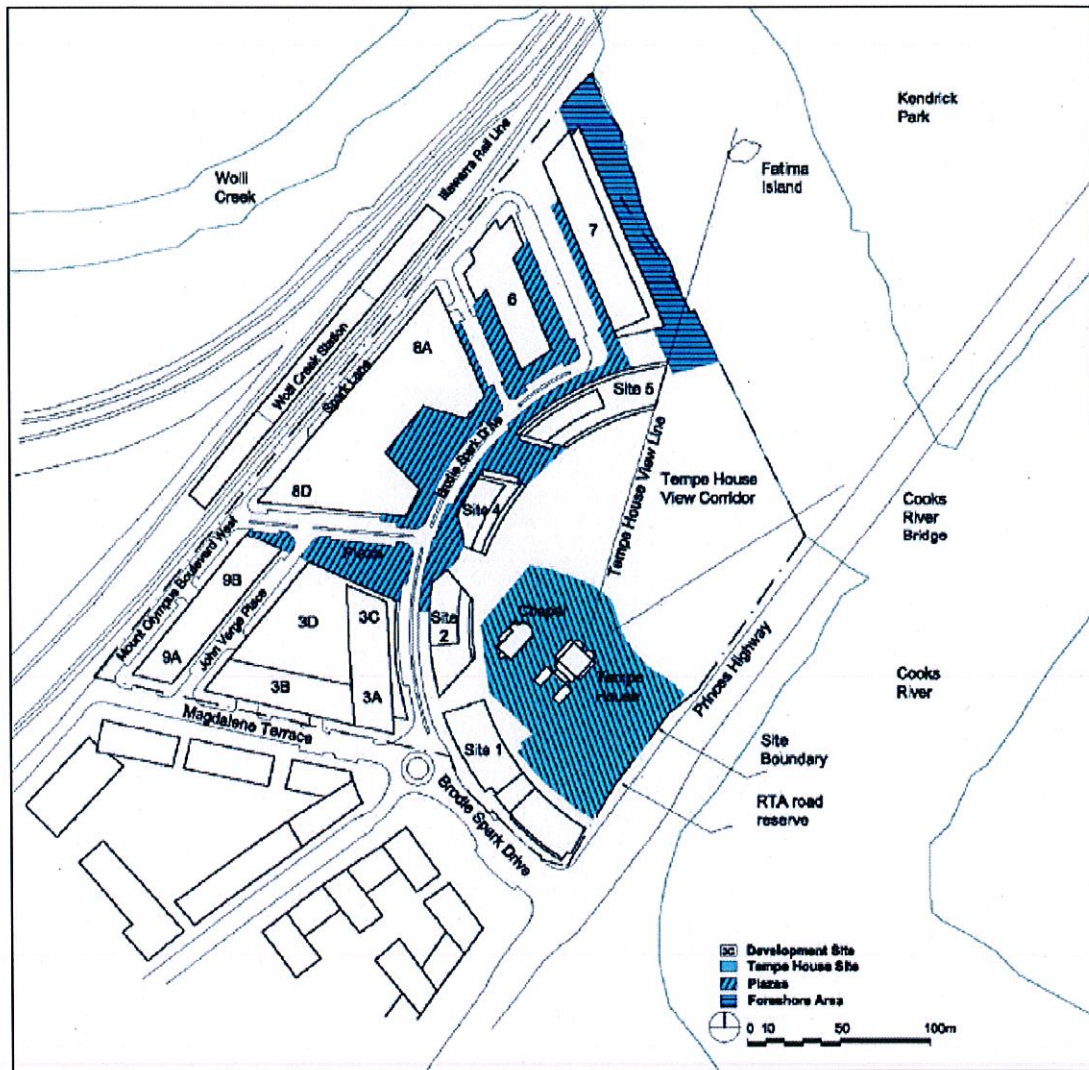 Kendrick
Park
Fatima
Island
Wolli
Creek
Illawarra Rail Line
Wolli Creek Station
Spark Lane
7
6
8A
Site 5
Brodie Spark Drive
Tempe House View Line
Tempe House
View Corridor
8D
Site 4
Cooks
River
Bridge
Mount Olympus Boulevard West
Plaza
9B
John Verge Place
3D
3C
Site
2
Chapel
Tempe
House
9A
3B
3A
Princes Highway
Cooks
River
Magdalene Terrace
Site 1
Site
Boundary
RTA road
reserve
Brodie Spark Drive
3C Development Site
Tempe House Site
Plazas
Foreshore Area
0 10 50 100m